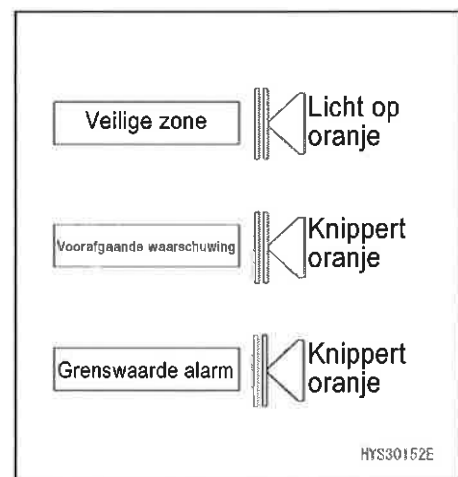 Veilige zone
Licht op
oranje
Voorafgaande waarschuwing
Knippert
oranje
Grenswaarde alarm
Knippert
oranje
HYS30152E